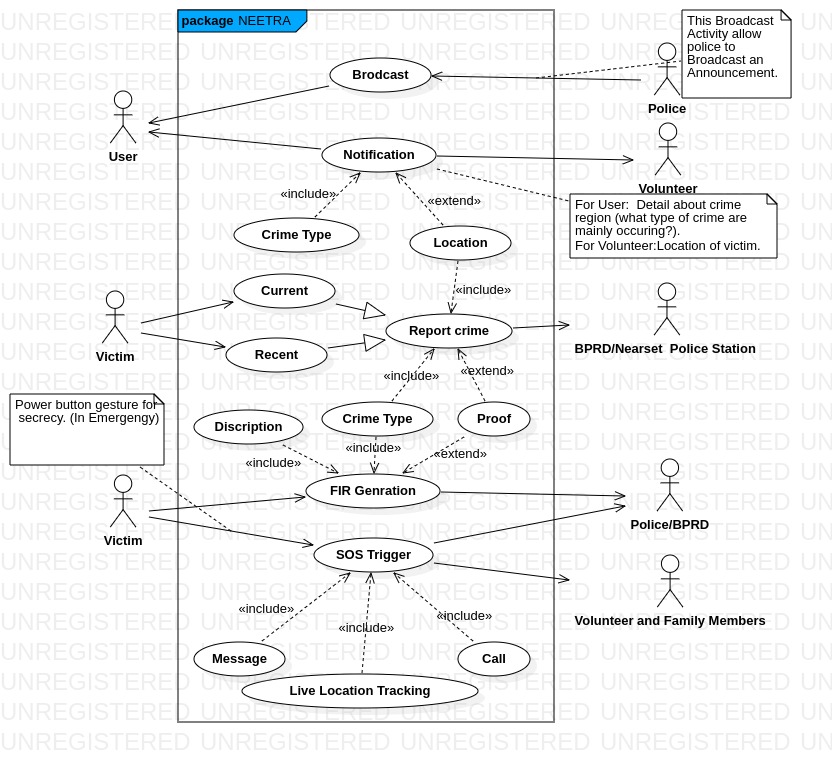 package NEETRA
This Broadcast
Activity allow
police to
Broadcast an
Announcement.
Brodcast
Police
User
Notification
Volunteer
«include»
«extend»
For User:  Detail about crime
region (what type of crime are
mainly occuring?).
For Volunteer:Location of victim.
Crime Type
Location
Current
«include»
Report crime
Victim
Recent
BPRD/Nearset  Police Station
«include»
«extend»
Power button gesture for
secrecy. (In Emergengy)
Discription
Crime Type
Proof
«include»
«include»
«extend»
FIR Genration
Police/BPRD
Victim
SOS Trigger
«include»
«include»
«include»
Volunteer and Family Members
Message
Call
Live Location Tracking
UNREGISTERED